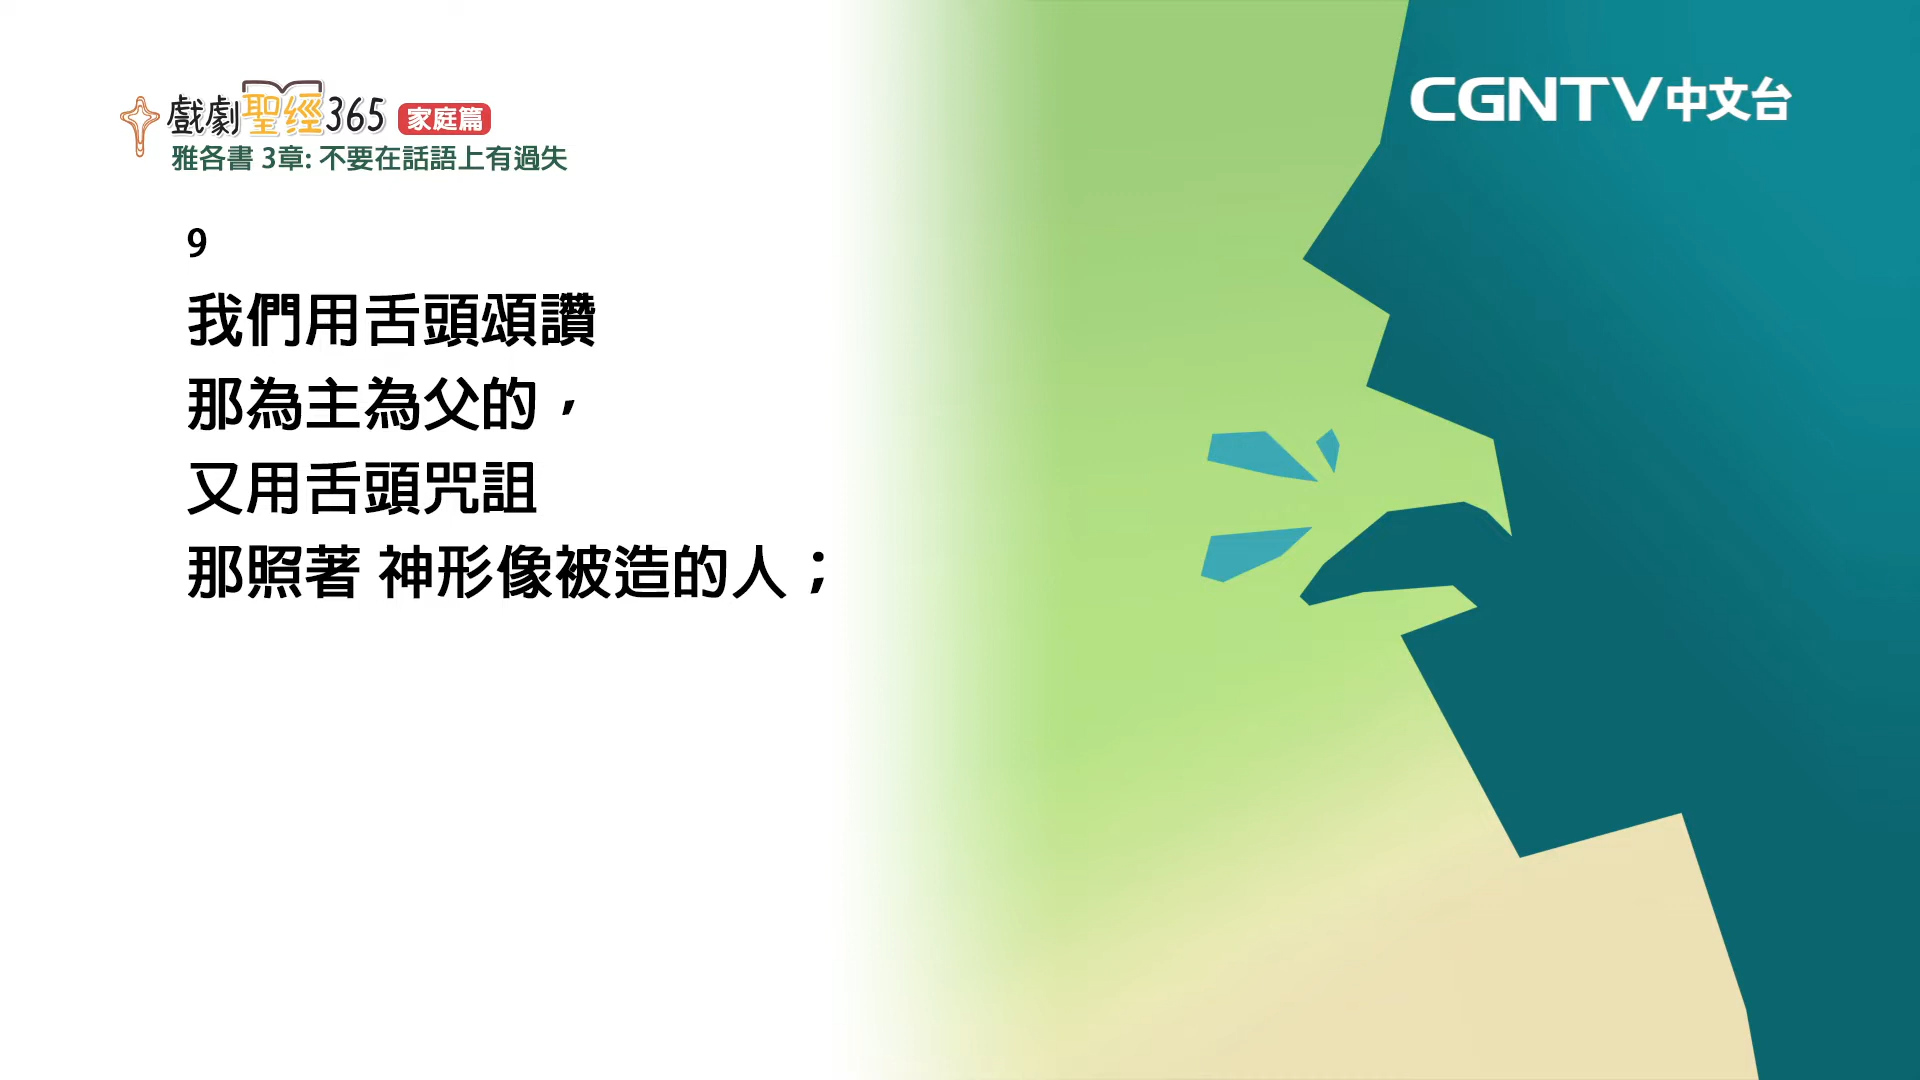 戲劇聖經365 家庭篇
CGNTV中文台
雅各書 3章: 不要在話語上有過失
9
我們用舌頭頌讚
那為主為父的，
又用舌頭咒詛
那照著 神形像被造的人；